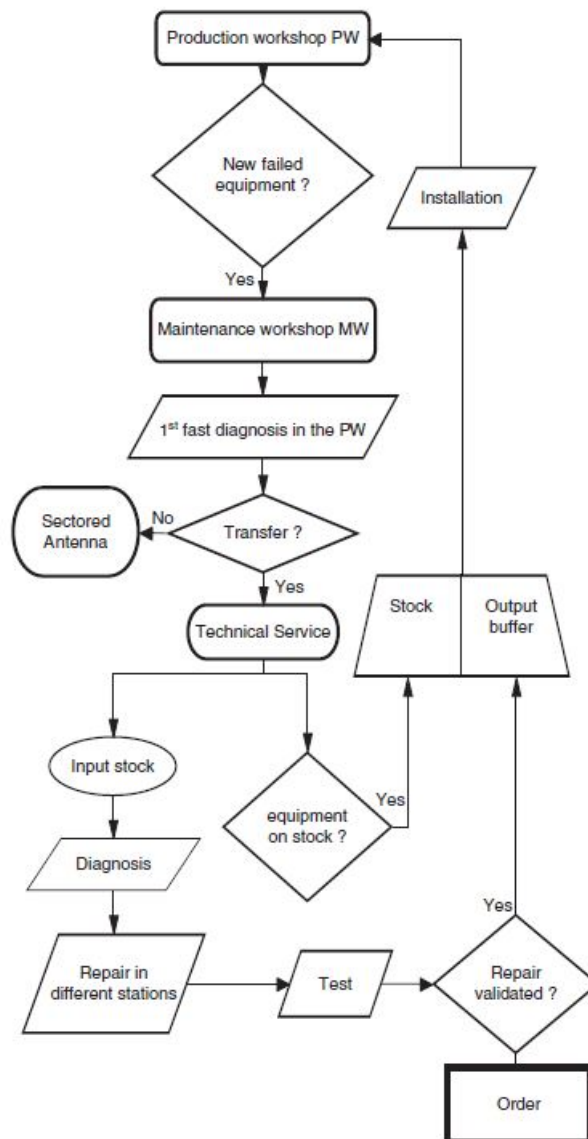 Production workshop PW
New failed
equipment ?
Installation
Yes
Maintenance workshop MW
1st fast diagnosis in the PW
Sectored
Antenna
No
Transfer ?
Yes
Stock
Output
buffer
Technical Service
Input stock
equipment
on stock ?
Yes
Diagnosis
Yes
Repair in
different stations
Test
Repair
validated ?
Order